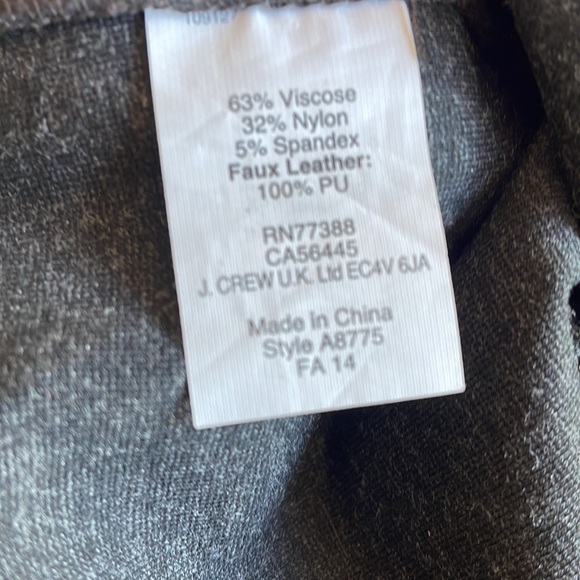 63% Viscose
32% Nylon
5% Spandex
Faux Leather:
100% PU
RN77388
CA56445
J. CREW U.K. Ltd EC4V 6JA
Made In China
Style A8775
FA 14